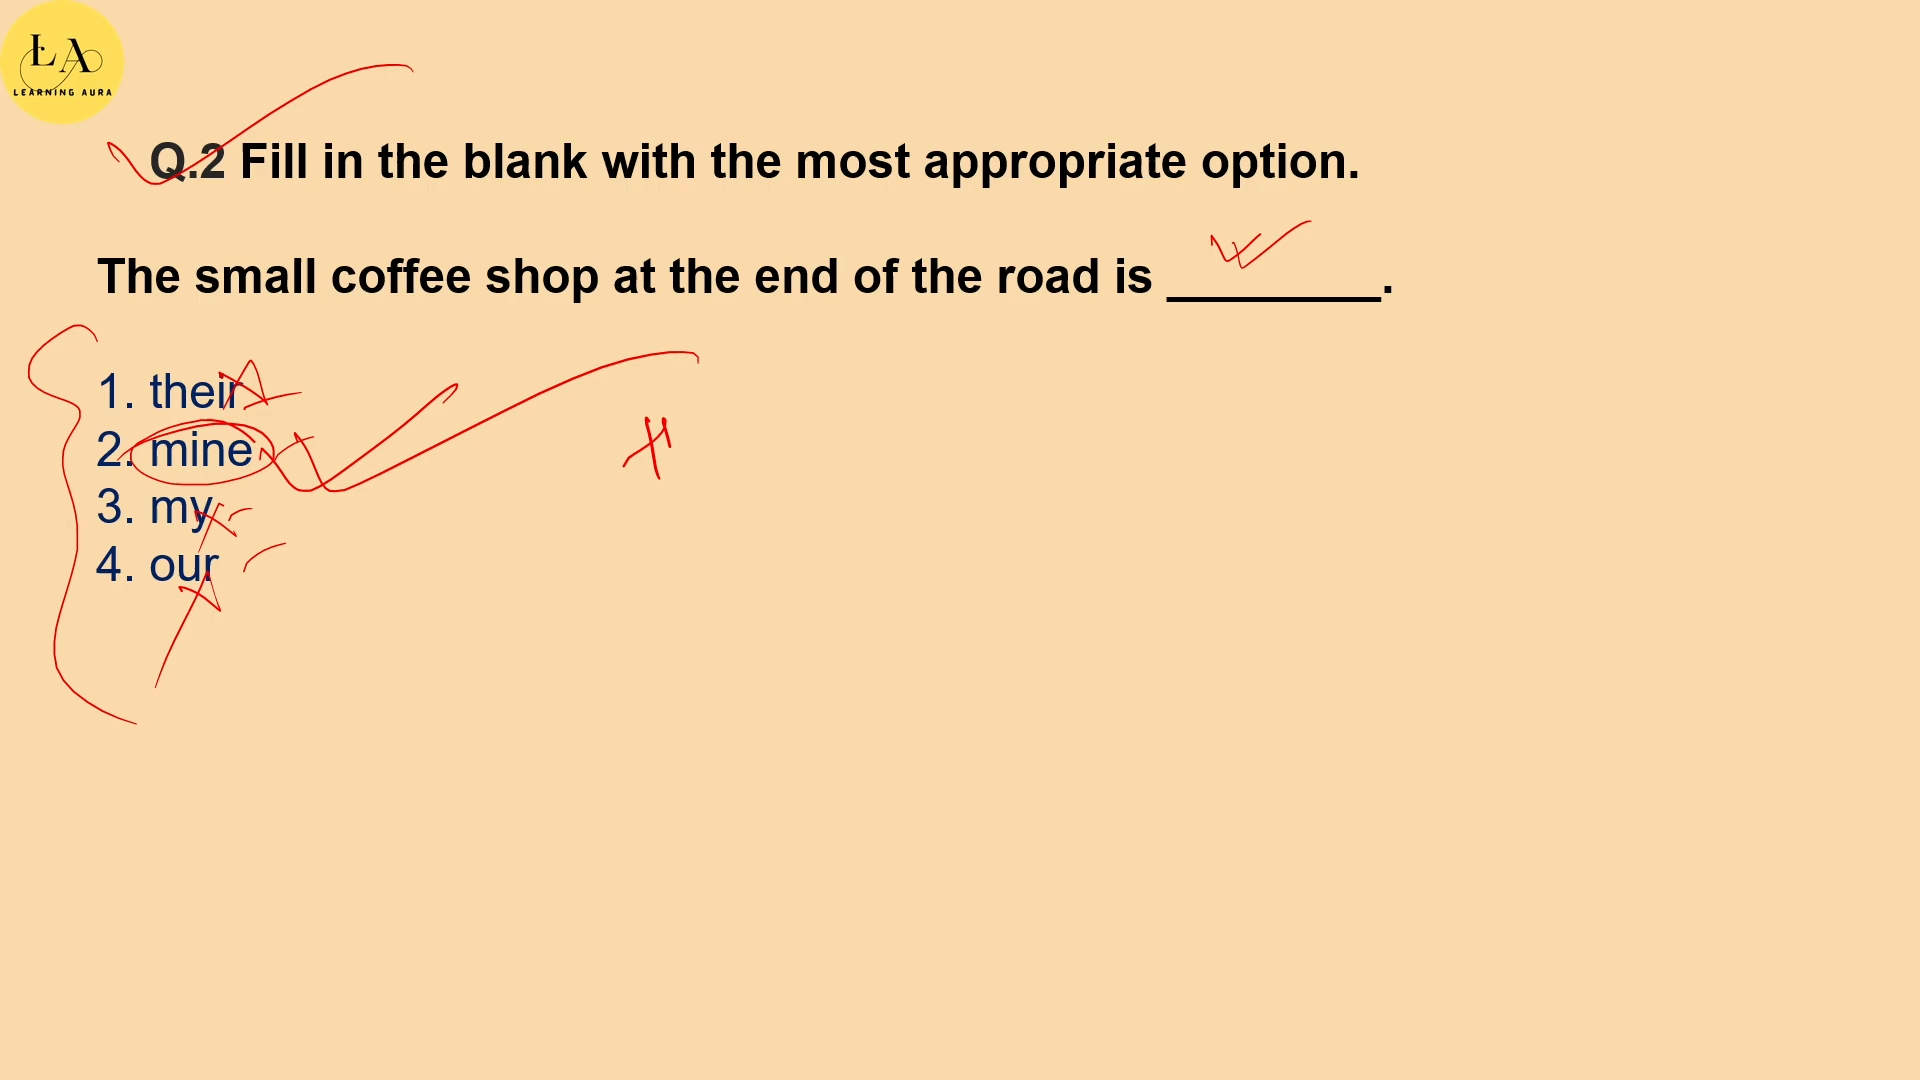 LA
LEARNING AURA
Q.2 Fill in the blank with the most appropriate option.
The small coffee shop at the end of the road is ________.
1. their
2. mine
3. my
4. our